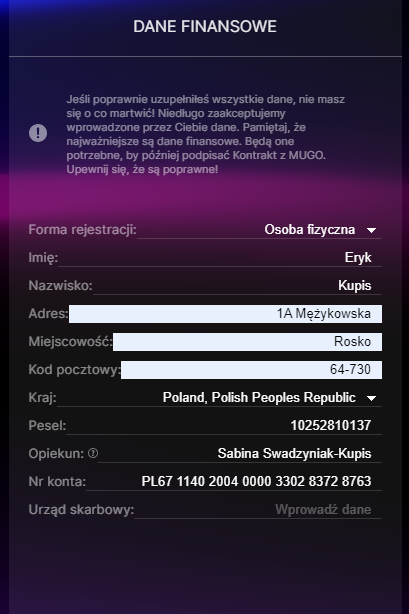 DANE FINANSOWE
Jeśli poprawnie uzupełniłeś wszystkie dane, nie masz
się o co martwić! Niedługo zaakceptujemy
wprowadzone przez Ciebie dane. Pamiętaj, że
najważniejsze są dane finansowe. Będą one
potrzebne, by później podpisać Kontrakt z MUGO.
Upewnij się, że są poprawne!
Forma rejestracji: Osoba fizyczna
Imię: Eryk
Nazwisko: Kupis
Adres: 1A Mężykowska
Miejscowość: Rosko
Kod pocztowy: 64-730
Kraj: Poland, Polish Peoples Republic
Pesel: 10252810137
Opiekun: Sabina Swadzyniak-Kupis
Nr konta: PL67 1140 2004 0000 3302 8372 8763
Urząd skarbowy: Wprowadź dane